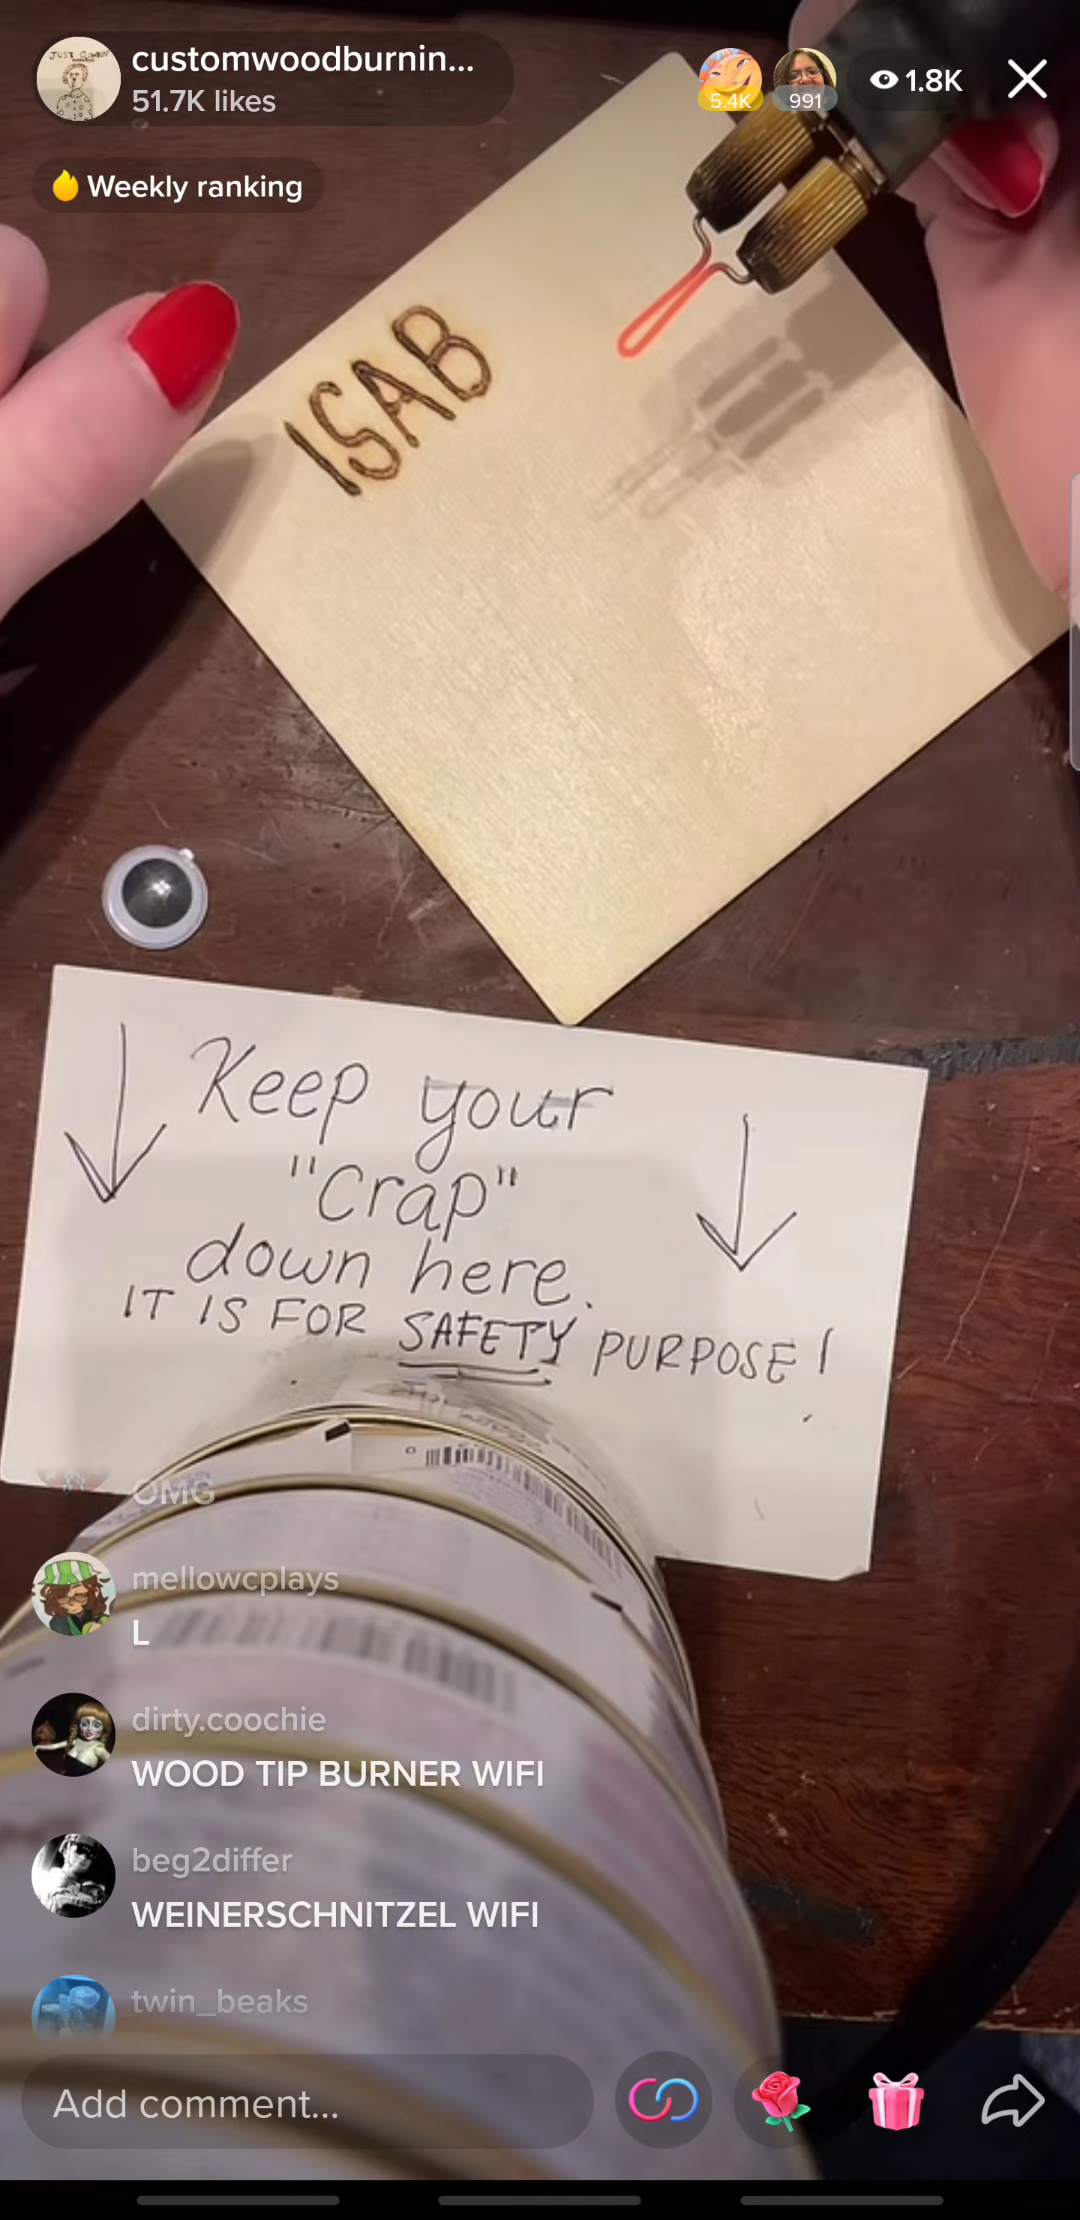 customwoodburnin...
51.7K likes
5.4K
991
1.8K
Weekly ranking
ISAB
Keep your
"Crap"
down here.
IT IS FOR SAFETY PURPOSE!
OMG
mellowcplays
L
dirty.coochie
WOOD TIP BURNER WIFI
beg2differ
WEINERSCHNITZEL WIFI
twin_beaks
Add comment...